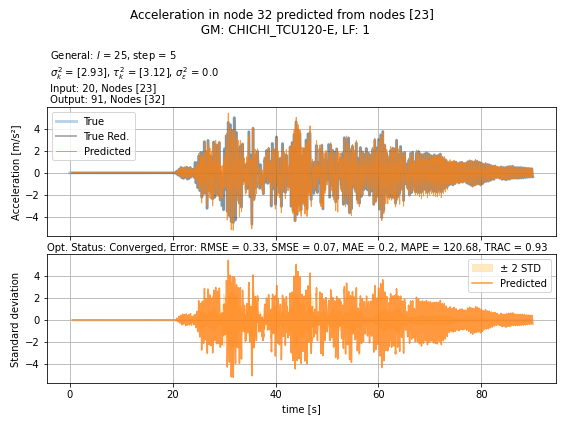 Acceleration in node 32 predicted from nodes [23]
GM: CHICHI_TCU120-E, LF: 1
General: l = 25, step = 5
σ²ₖ = [2.93], τ²ₖ = [3.12], σ²ε = 0.0
Input: 20, Nodes [23]
Output: 91, Nodes [32]
Acceleration [m/s²]
4
2
0
−2
−4
True
True Red.
Predicted
Opt. Status: Converged, Error: RMSE = 0.33, SMSE = 0.07, MAE = 0.2, MAPE = 120.68, TRAC = 0.93
Standard deviation
4
2
0
−2
−4
± 2 STD
Predicted
0 20 40 60 80
time [s]